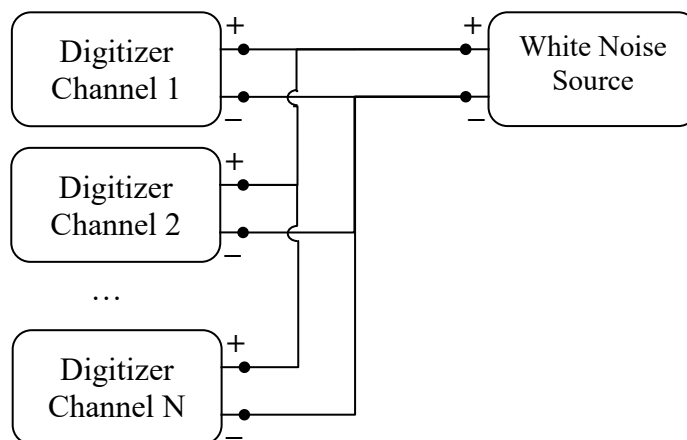 +
Digitizer
Channel 1
−
+
White Noise
Source
−
+
Digitizer
Channel 2
−
…
+
Digitizer
Channel N
−